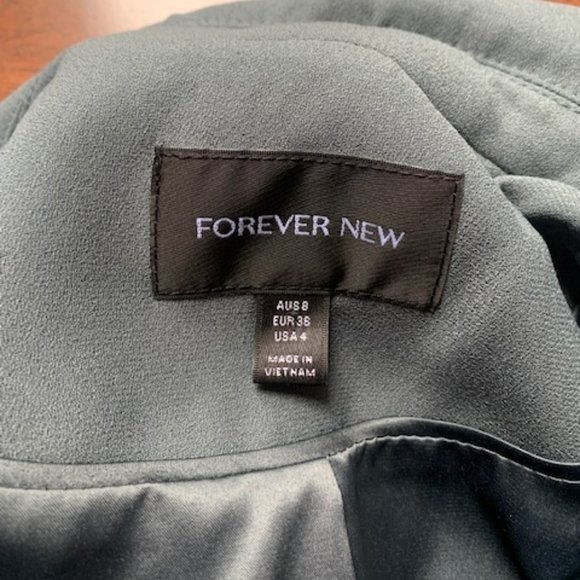 FOREVER NEW
AUS 8
EUR 36
USA 4
MADE IN
VIETNAM